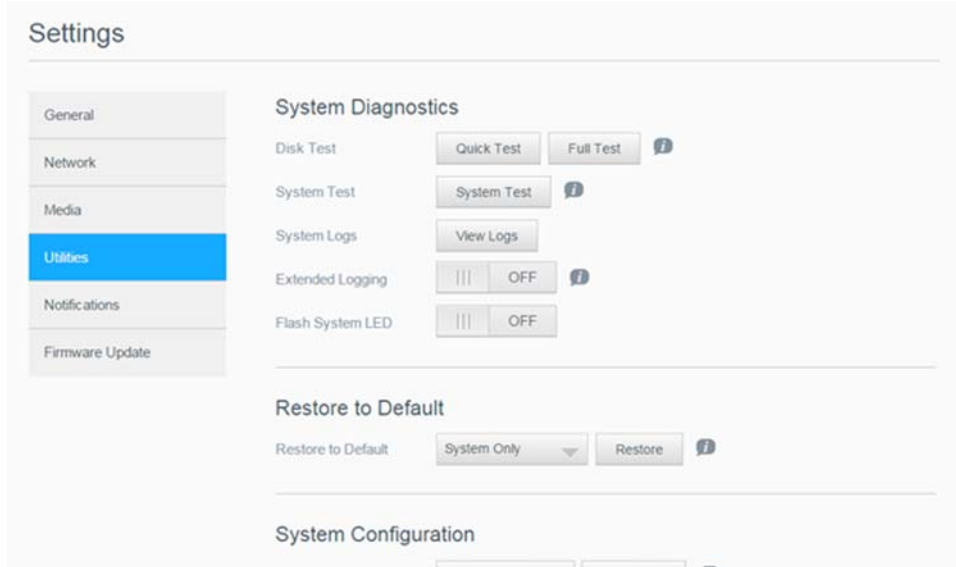 Settings
General
Network
Media
Utilities
Notifications
Firmware Update
System Diagnostics
Disk Test Quick Test Full Test
System Test System Test
System Logs View Logs
Extended Logging OFF
Flash System LED OFF
Restore to Default
Restore to Default System Only Restore
System Configuration